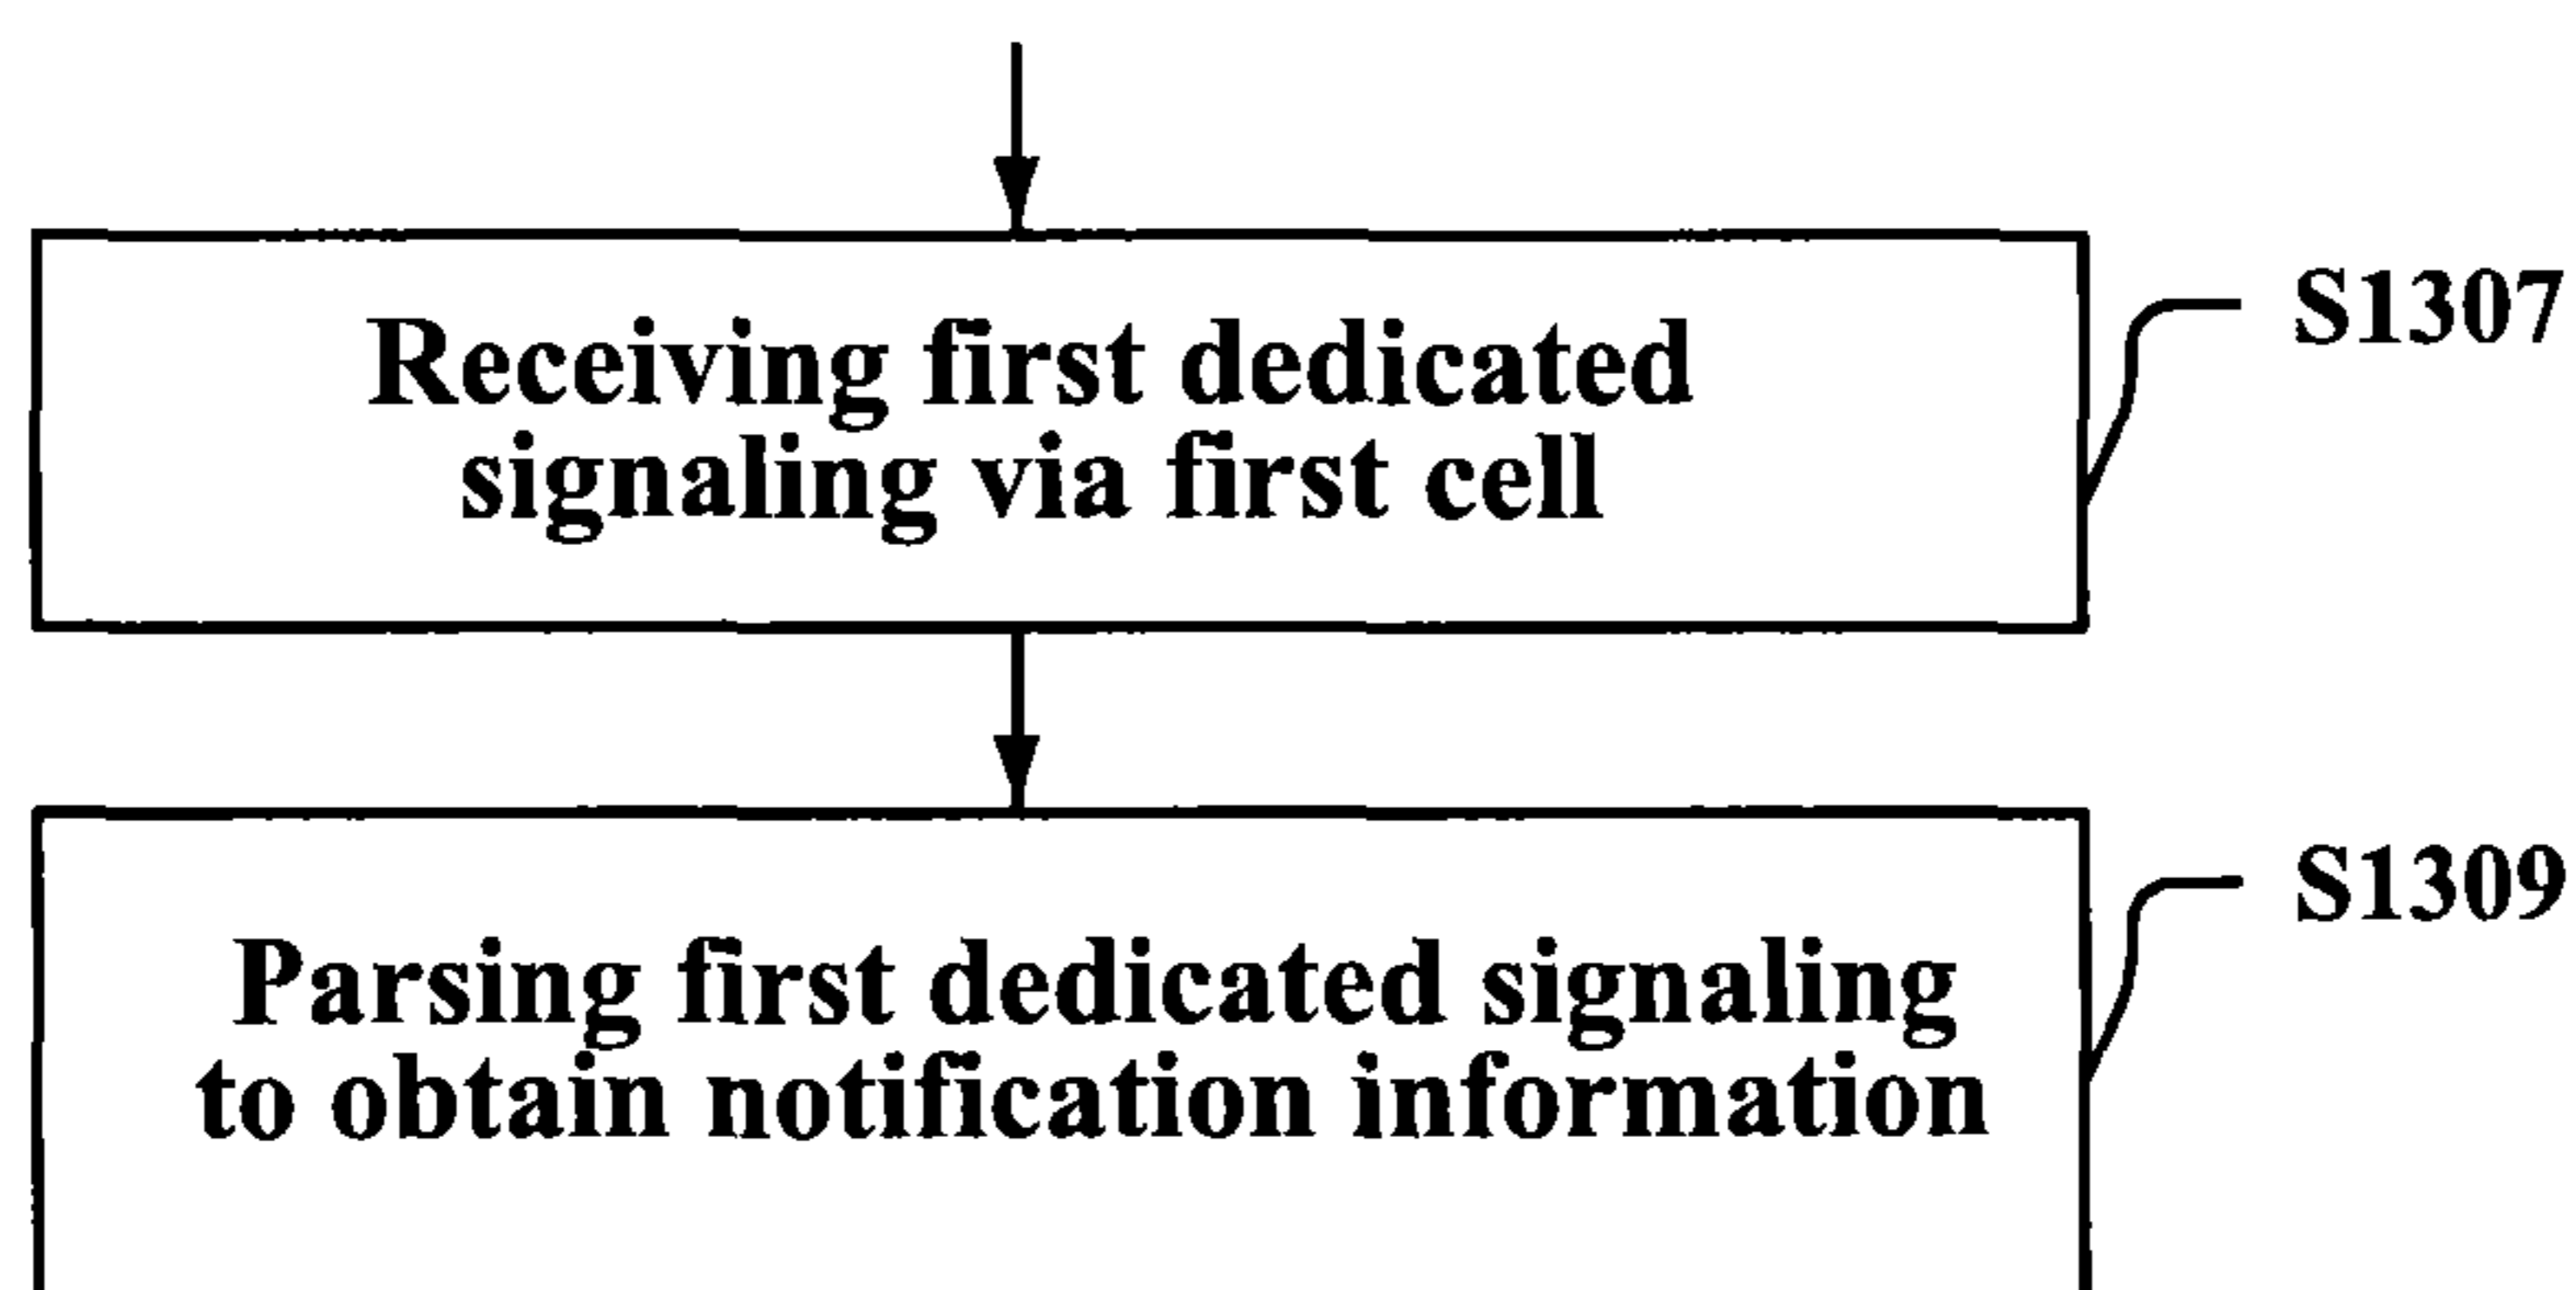 S1307
Receiving first dedicated
signaling via first cell
S1309
Parsing first dedicated signaling
to obtain notification information